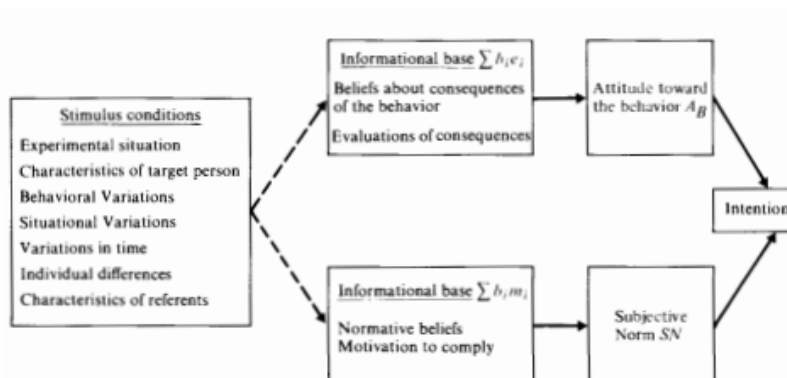 Stimulus conditions
Experimental situation
Characteristics of target person
Behavioral Variations
Situational Variations
Variations in time
Individual differences
Characteristics of referents
Informational base ∑ bᵢeᵢ
Beliefs about consequences
of the behavior
Evaluations of consequences
Attitude toward
the behavior A_B
Informational base ∑ bᵢmᵢ
Normative beliefs
Motivation to comply
Subjective
Norm SN
Intention